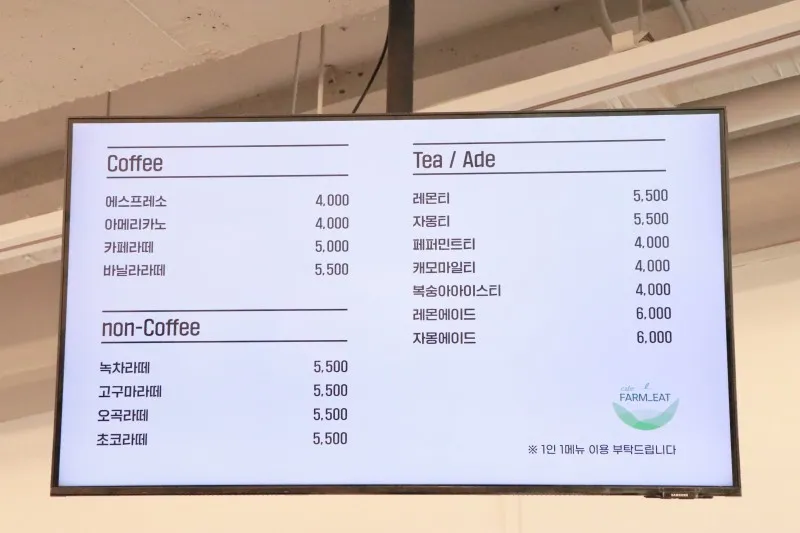 Coffee
에스프레소 4,000
아메리카노 4,000
카페라떼 5,000
바닐라라떼 5,500
non-Coffee
녹차라떼 5,500
고구마라떼 5,500
오곡라떼 5,500
초코라떼 5,500
Tea / Ade
레몬티 5,500
자몽티 5,500
페퍼민트티 4,000
캐모마일티 4,000
복숭아아이스티 4,000
레몬에이드 6,000
자몽에이드 6,000
cafe
FARM_EAT
※ 1인 1메뉴 이용 부탁드립니다
SAMSUNG